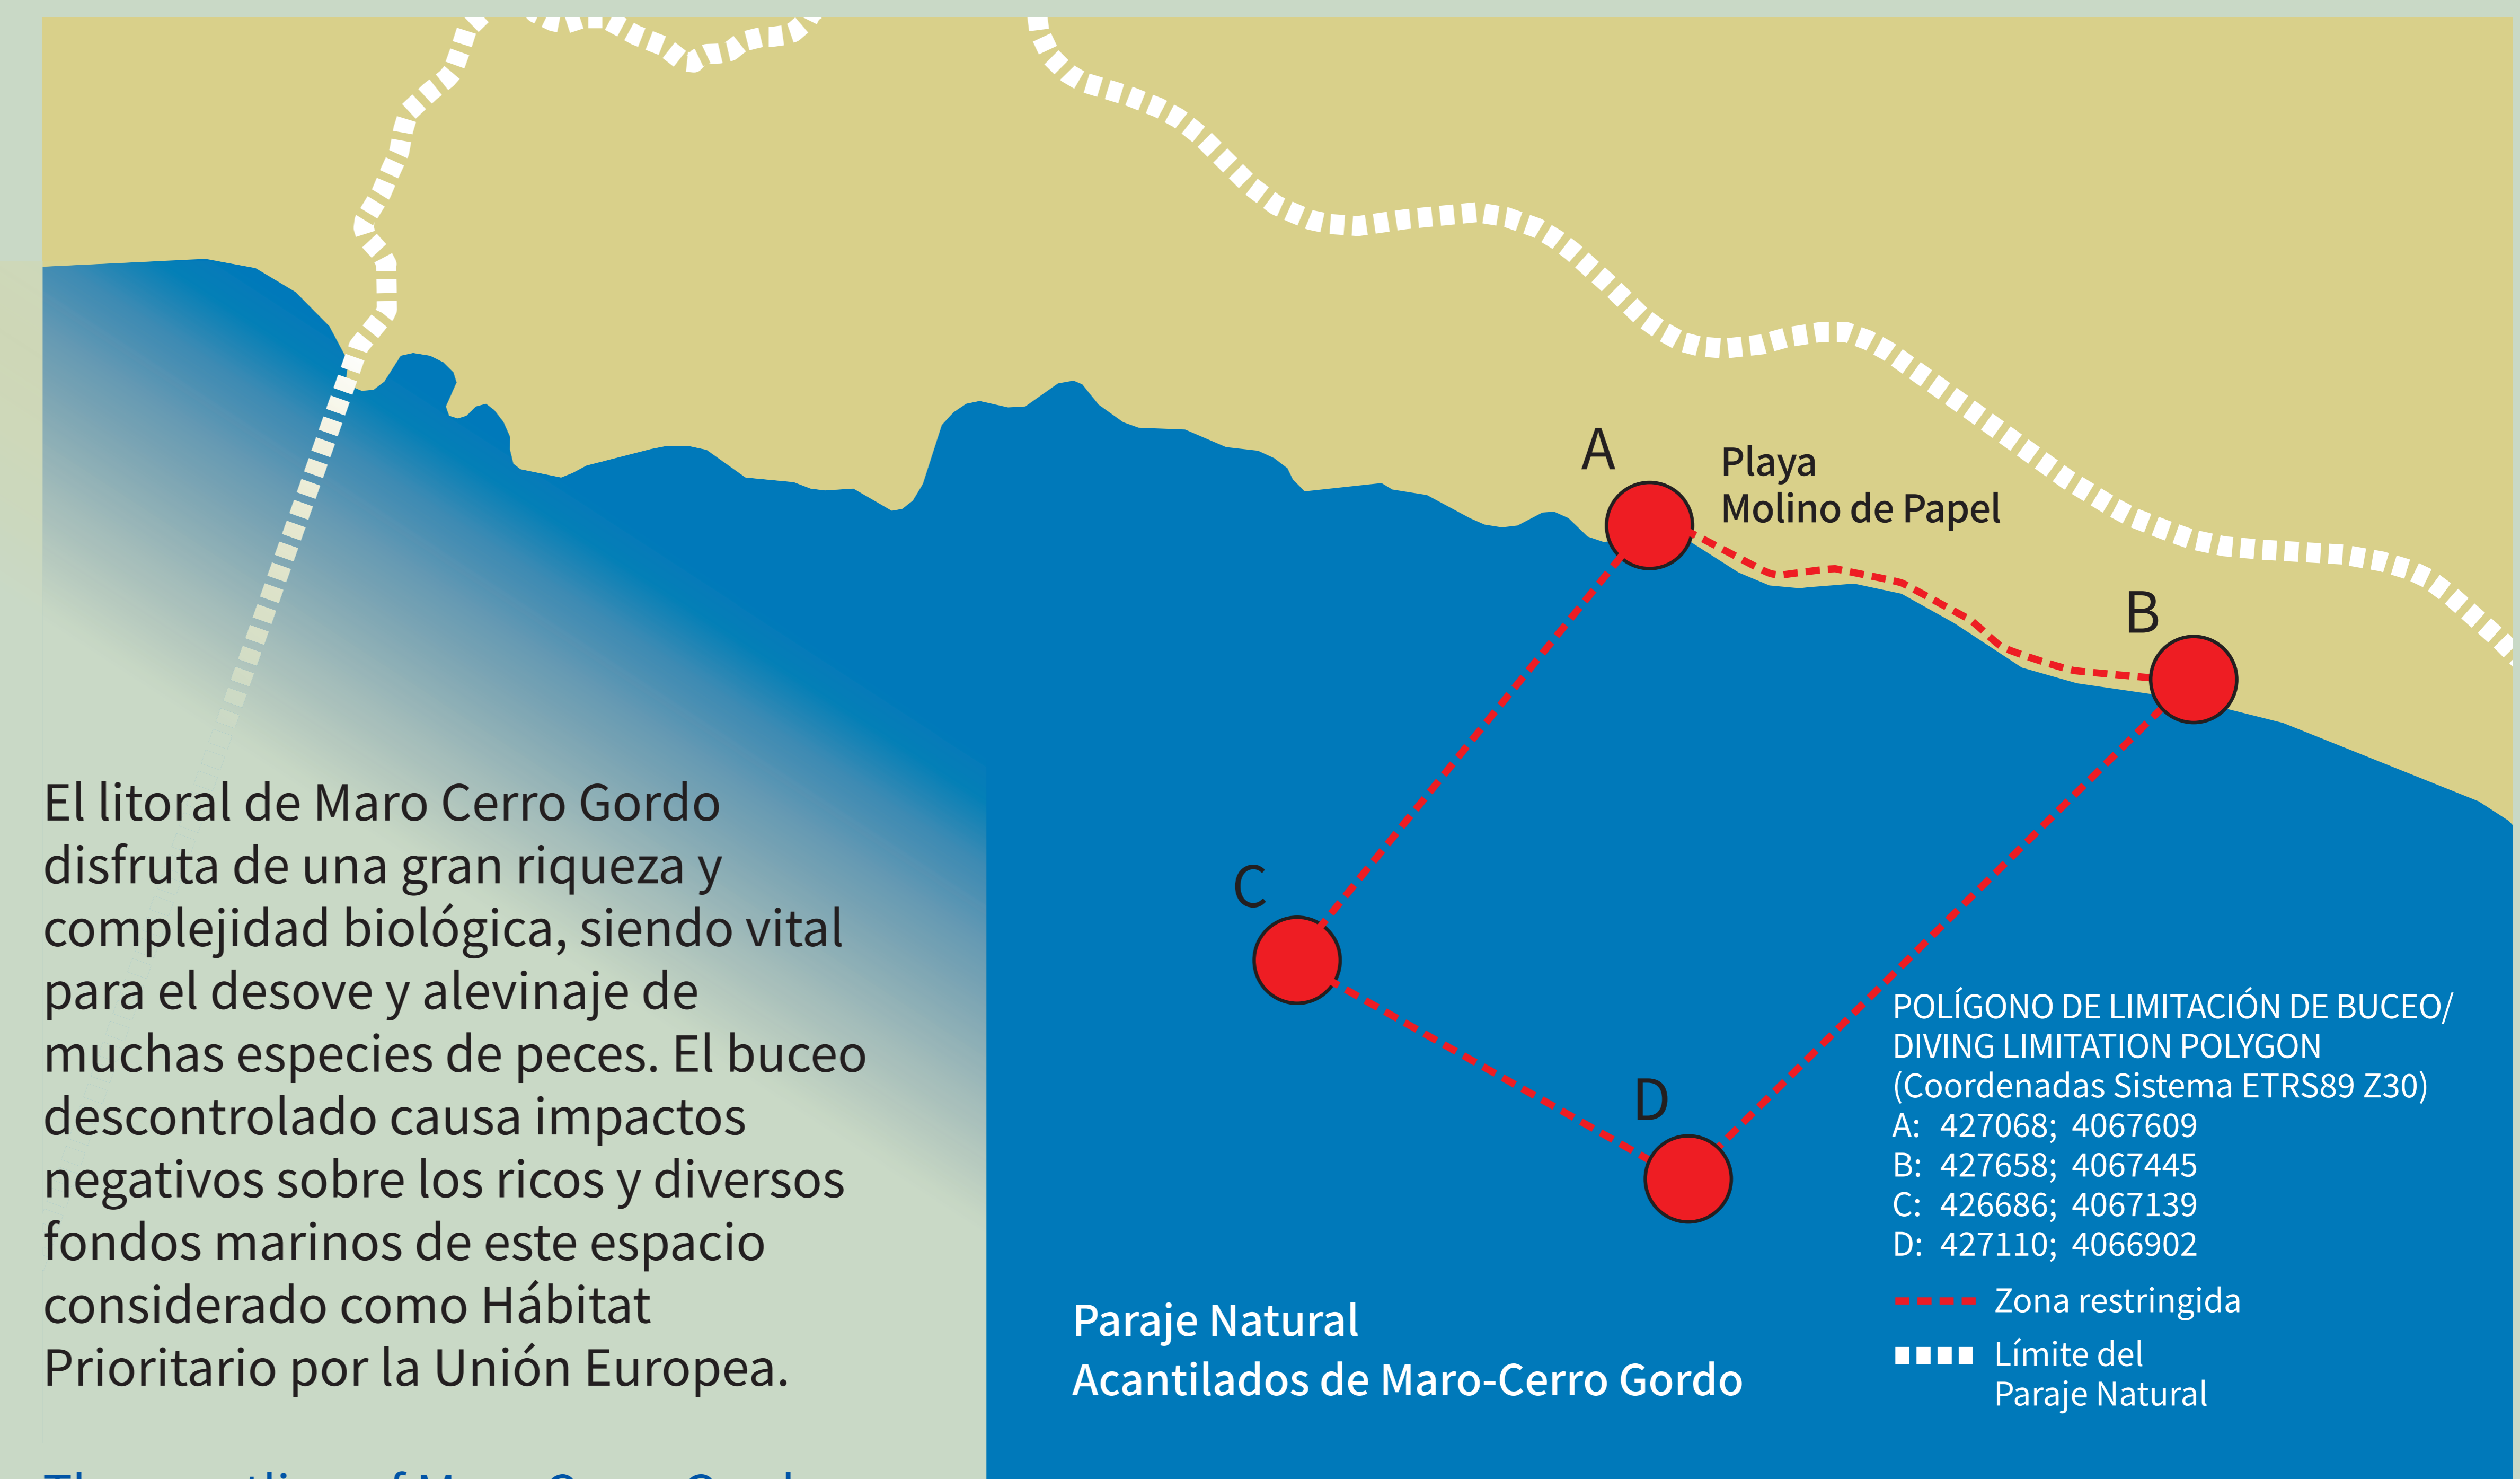 A
Playa
Molino de Papel
B
C
D
El litoral de Maro Cerro Gordo
disfruta de una gran riqueza y
complejidad biológica, siendo vital
para el desove y alevinaje de
muchas especies de peces. El buceo
descontrolado causa impactos
negativos sobre los ricos y diversos
fondos marinos de este espacio
considerado como Hábitat
Prioritario por la Unión Europea.
Paraje Natural
Acantilados de Maro-Cerro Gordo
POLÍGONO DE LIMITACIÓN DE BUCEO/
DIVING LIMITATION POLYGON
(Coordenadas Sistema ETRS89 Z30)
A: 427068; 4067609
B: 427658; 4067445
C: 426686; 4067139
D: 427110; 4066902
Zona restringida
Límite del
Paraje Natural